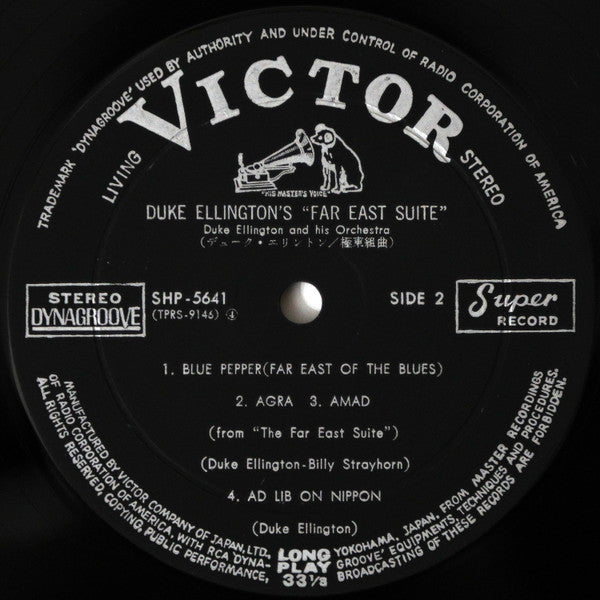 TRADEMARK 'DYNAGROOVE' USED BY AUTHORITY AND UNDER CONTROL OF RADIO CORPORATION OF AMERICA
LIVING VICTOR STEREO
"HIS MASTER'S VOICE"
DUKE ELLINGTON'S "FAR EAST SUITE"
Duke Ellington and his Orchestra
(デューク・エリントン/極東組曲)
STEREO
DYNAGROOVE
SHP-5641
(TPRS-9146) ④
SIDE 2
Super
RECORD
1. BLUE PEPPER(FAR EAST OF THE BLUES)
2. AGRA 3. AMAD
(from "The Far East Suite")
(Duke Ellington-Billy Strayhorn)
4. AD LIB ON NIPPON
(Duke Ellington)
MANUFACTURED BY VICTOR COMPANY OF JAPAN, LTD., YOKOHAMA, JAPAN, FROM MASTER RECORDINGS
OF RADIO CORPORATION OF AMERICA, WITH RCA 'DYNAGROOVE' EQUIPMENTS, TECHNIQUES AND PROCEDURES.
ALL RIGHTS RESERVED, COPYING, PUBLIC PERFORMANCE, BROADCASTING OF THESE RECORDS ARE FORBIDDEN.
LONG
PLAY
33⅓